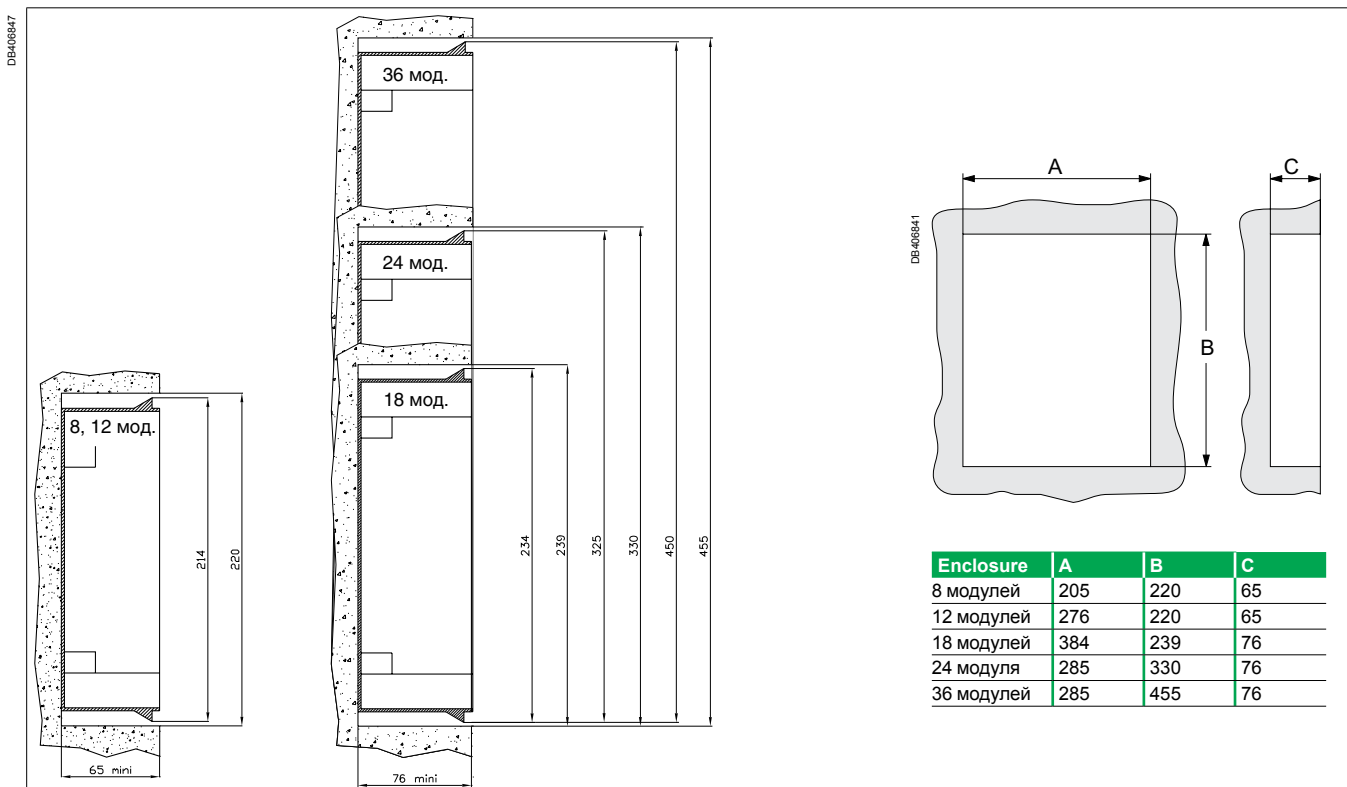 DB406847
36 мод.
24 мод.
18 мод.
8, 12 мод.
214
220
234
239
325
330
450
455
65 mini
76 mini
DB406841
A
C
B
Enclosure A B C
8 модулей 205 220 65
12 модулей 276 220 65
18 модулей 384 239 76
24 модуля 285 330 76
36 модулей 285 455 76